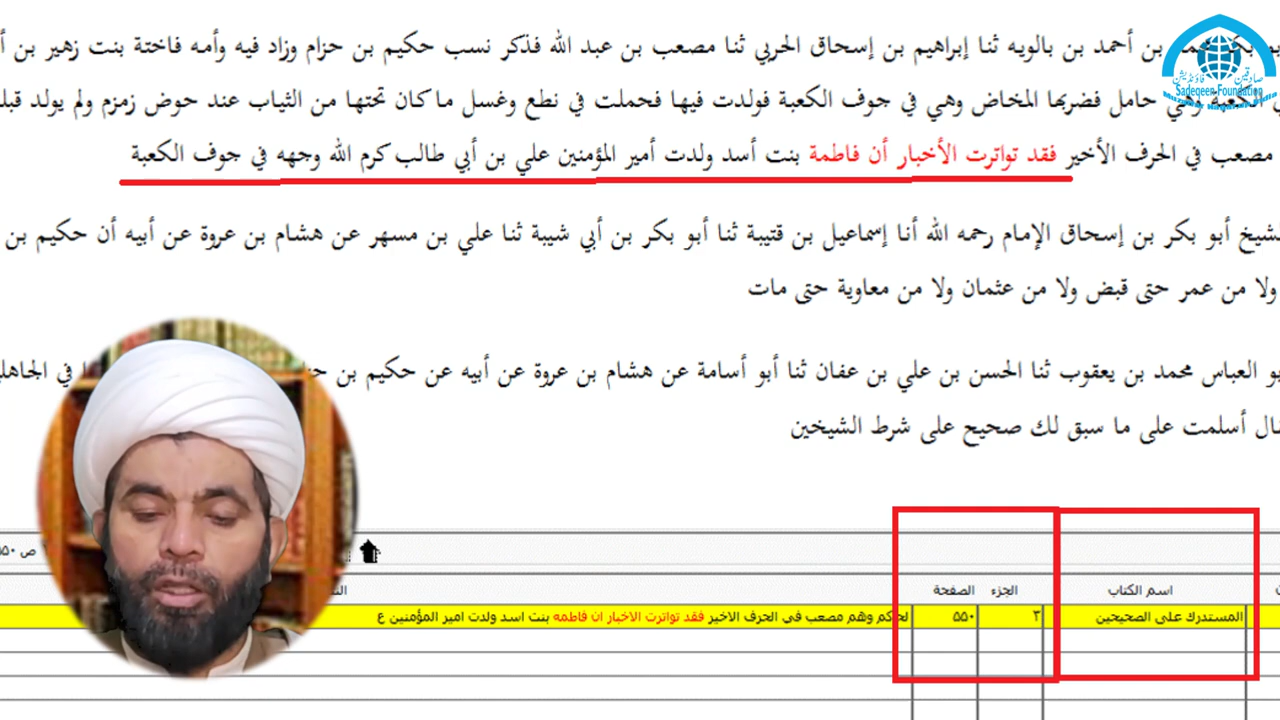 بن أحمد بن بالويه ثنا إبراهيم بن إسحاق الحربي ثنا مصعب بن عبد الله فذكر نسب حكيم بن حزام وزاد فيه وأمه فاختة بنت زهير بن
الكعبة وهي حامل فضربها المخاض وهي في جوف الكعبة فولدت فيها فحملت في نطع وغسل ما كان تحتها من الثياب عند حوض زمزم ولم يولد
مصعب في الحرف الأخير فقد تواترت الأخبار أن فاطمة بنت أسد ولدت أمير المؤمنين علي بن أبي طالب كرم الله وجهه في جوف الكعبة
أبو بكر بن إسحاق الإمام رحمه الله أنا إسماعيل بن قتيبة ثنا أبو بكر بن أبي شيبة ثنا علي بن مسهر عن هشام بن عروة عن أبيه أن حكيم بن
ولا من عمر حتى قبض ولا من عثمان ولا من معاوية حتى مات
العباس محمد بن يعقوب ثنا الحسن بن علي بن عفان ثنا أبو أسامة عن هشام بن عروة عن أبيه عن حكيم بن
أسلمت على ما سبق لك صحيح على شرط الشيخين
صادقین فاؤنڈیشن
Sadeqeen Foundation
ص
اسم الكتاب الجزء الصفحة
المستدرك على الصحيحين ٣ ۵۵۰ وهم مصعب في الحرف الاخير فقد تواترت الاخبار ان فاطمه بنت اسد ولدت امير المؤمنين ع